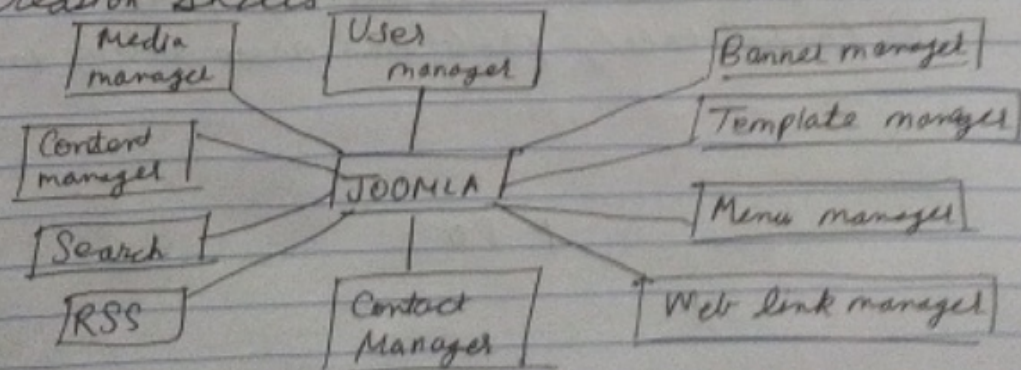 Media
manager
User
manager
Banner manager
Template manager
Content
manager
JOOMLA
Menu manager
Search
RSS
Contact
Manager
Web link manager